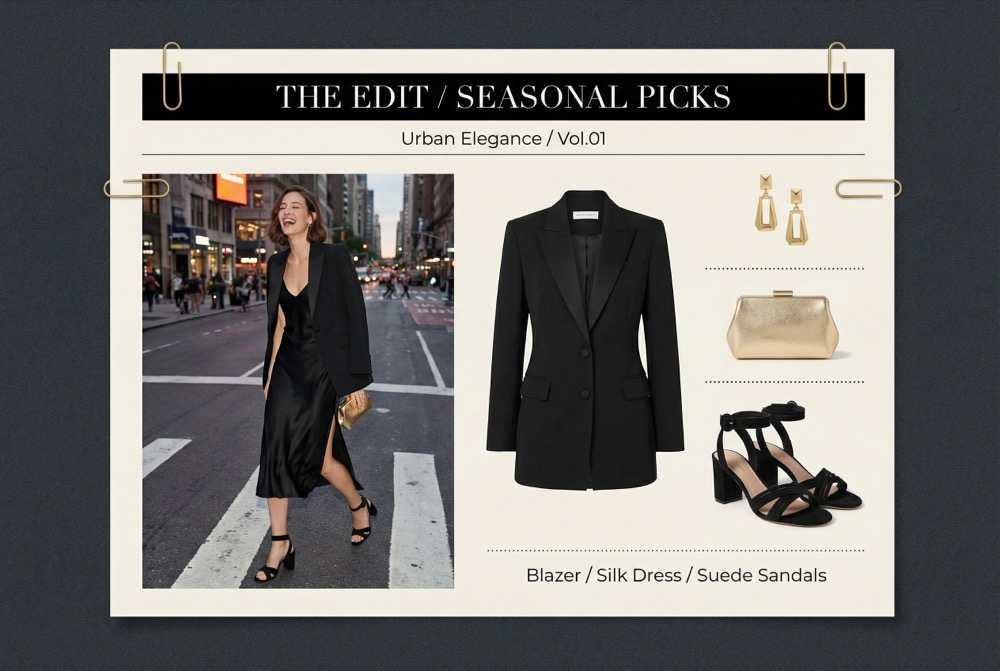 THE EDIT / SEASONAL PICKS
Urban Elegance / Vol.01
Blazer / Silk Dress / Suede Sandals